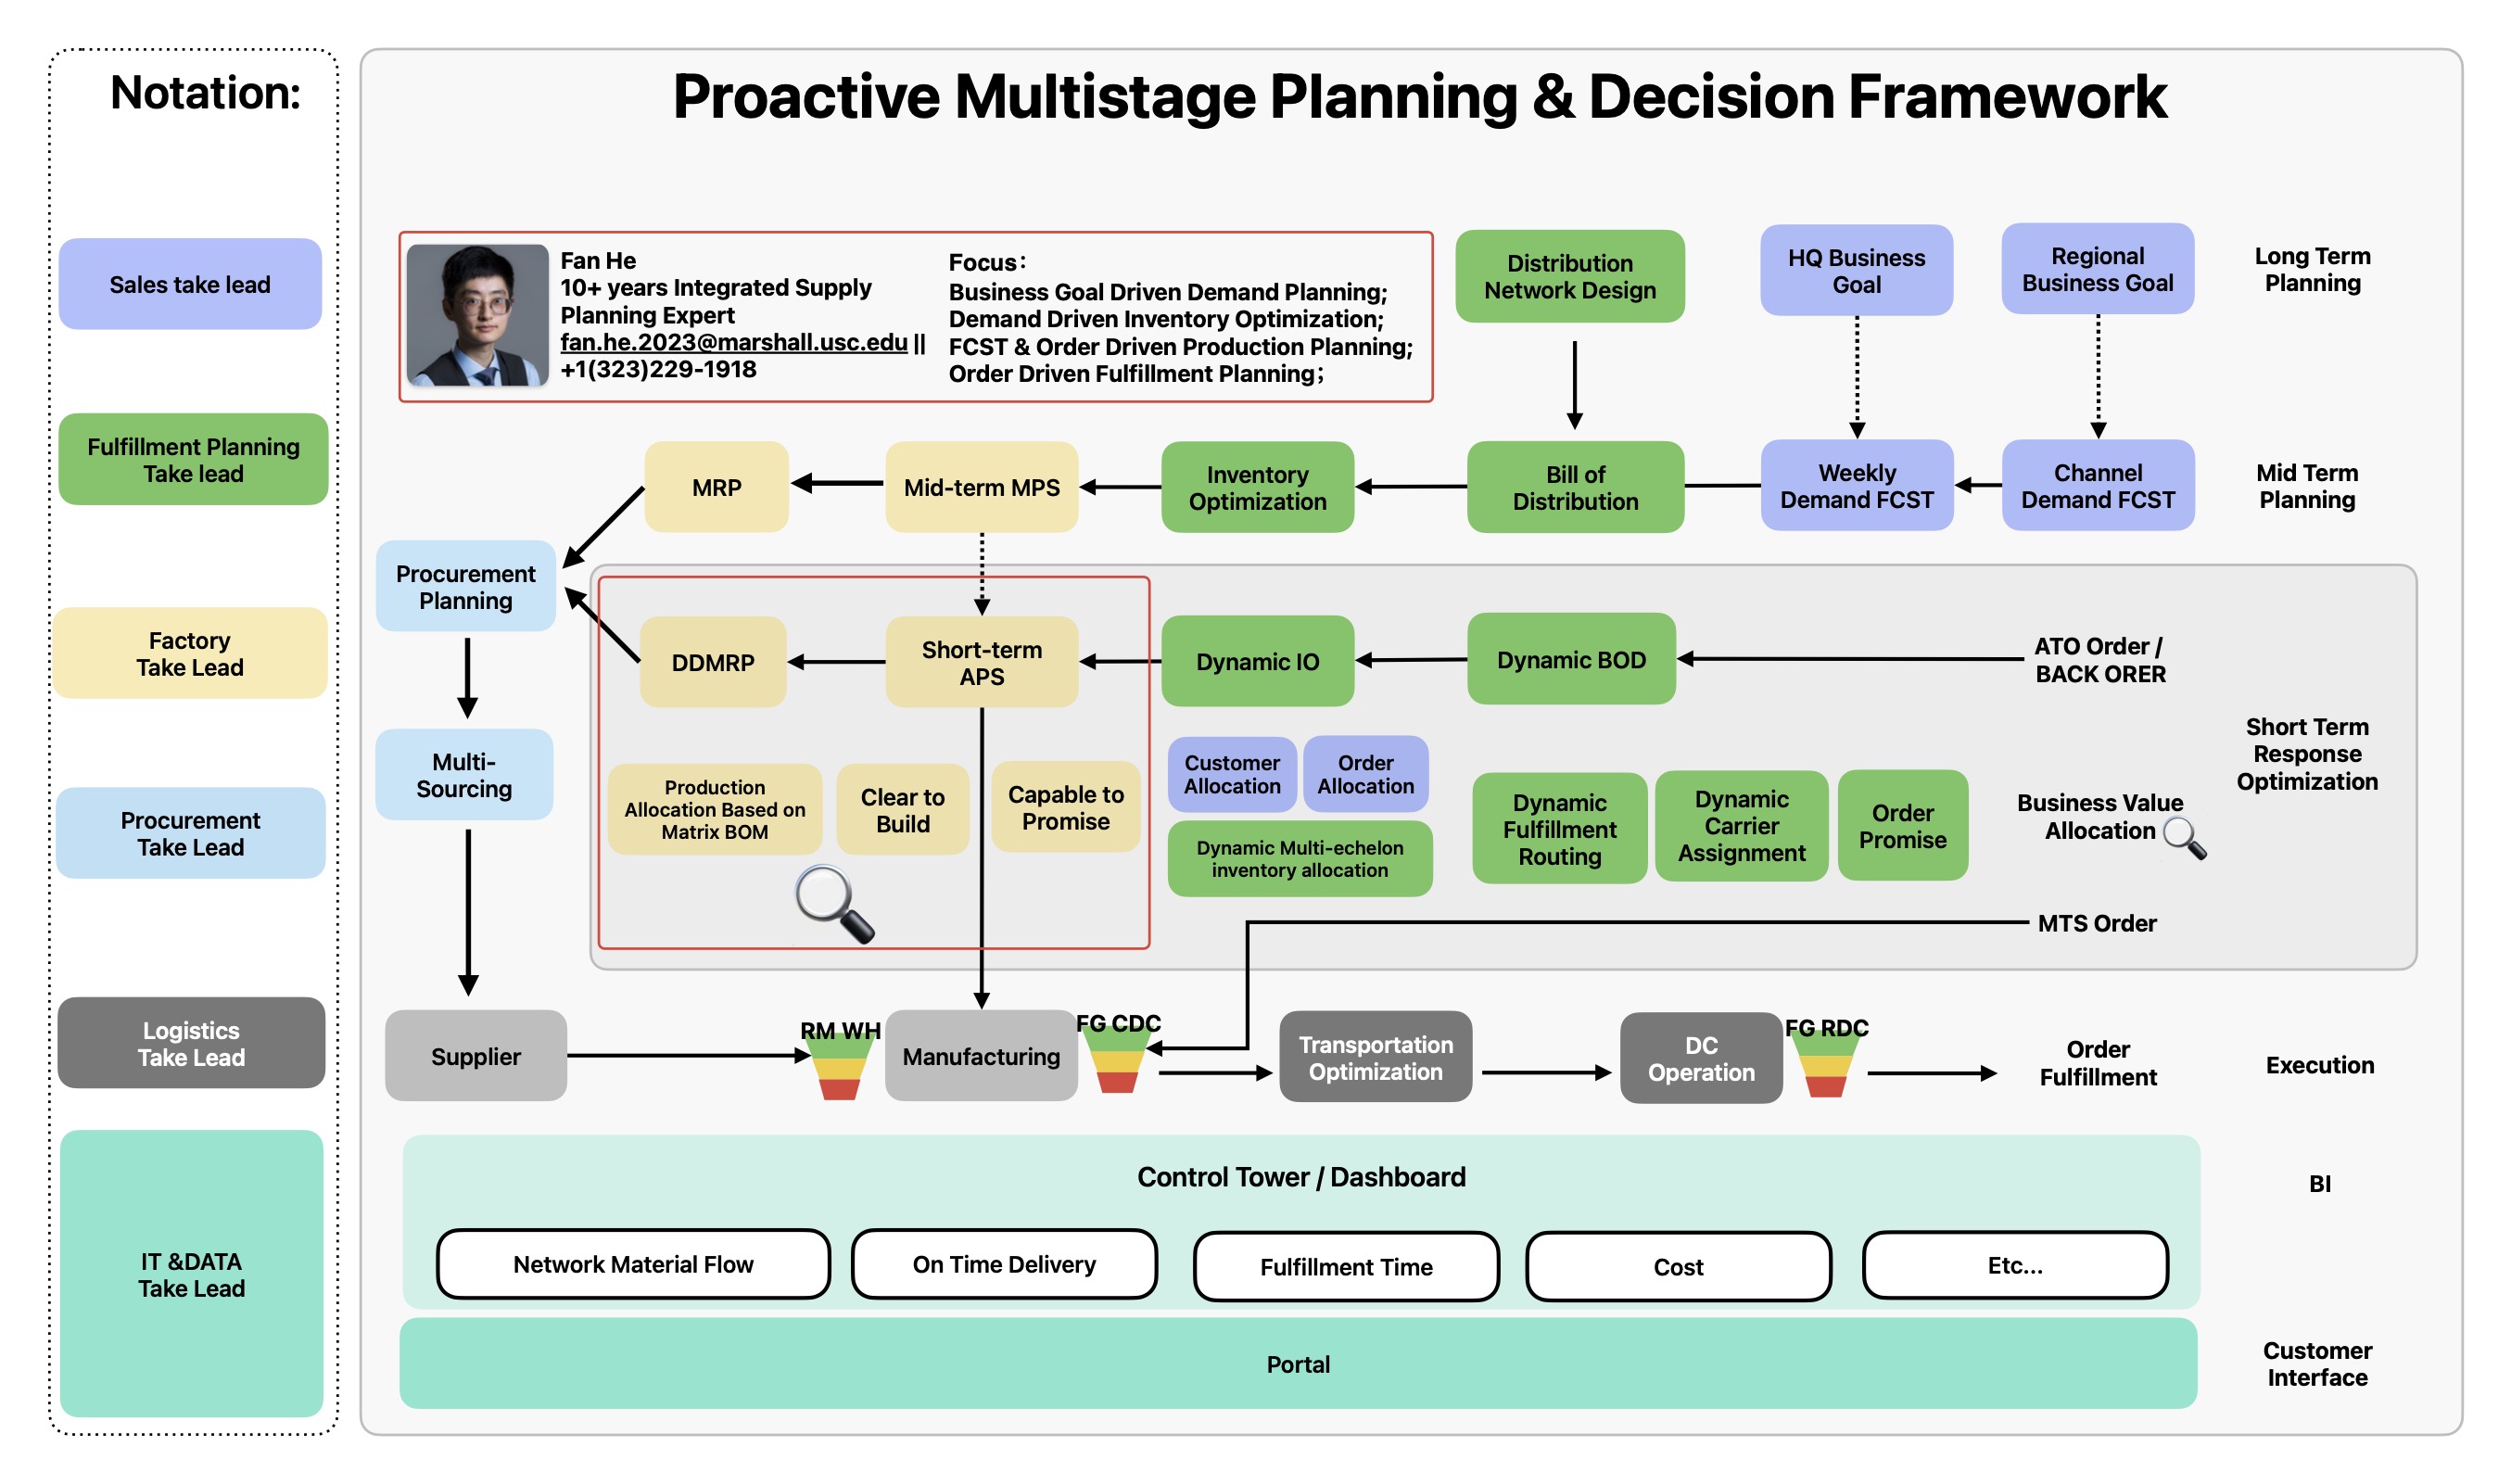 Notation:
Sales take lead
Fulfillment Planning
Take lead
Factory
Take Lead
Procurement
Take Lead
Logistics
Take Lead
IT &DATA
Take Lead
Proactive Multistage Planning & Decision Framework
Fan He
10+ years Integrated Supply
Planning Expert
fan.he.2023@marshall.usc.edu ||
+1(323)229-1918
Focus：
Business Goal Driven Demand Planning;
Demand Driven Inventory Optimization;
FCST & Order Driven Production Planning;
Order Driven Fulfillment Planning；
Distribution
Network Design
HQ Business
Goal
Regional
Business Goal
Long Term
Planning
MRP
Mid-term MPS
Inventory
Optimization
Bill of
Distribution
Weekly
Demand FCST
Channel
Demand FCST
Mid Term
Planning
Procurement
Planning
DDMRP
Short-term
APS
Dynamic IO
Dynamic BOD
ATO Order /
BACK ORER
Short Term
Response
Optimization
Multi-
Sourcing
Production
Allocation Based on
Matrix BOM
Clear to
Build
Capable to
Promise
Customer
Allocation
Order
Allocation
Dynamic Multi-echelon
inventory allocation
Dynamic
Fulfillment
Routing
Dynamic
Carrier
Assignment
Order
Promise
Business Value
Allocation
MTS Order
Supplier
RM WH
Manufacturing
FG CDC
Transportation
Optimization
DC
Operation
FG RDC
Order
Fulfillment
Execution
Control Tower / Dashboard
BI
Network Material Flow
On Time Delivery
Fulfillment Time
Cost
Etc...
Portal
Customer
Interface